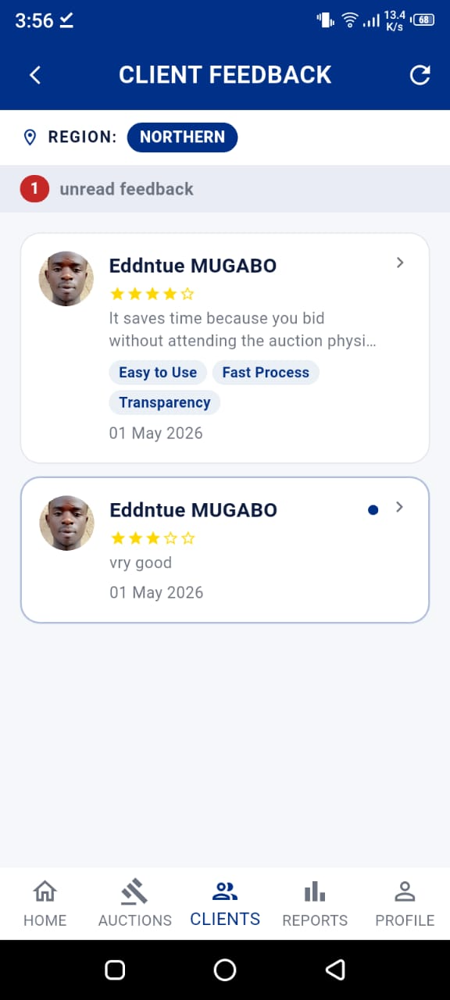 3:56
13.4
K/s
68
CLIENT FEEDBACK
REGION: NORTHERN
1 unread feedback
Eddntue MUGABO
It saves time because you bid
without attending the auction physi...
Easy to Use Fast Process
Transparency
01 May 2026
Eddntue MUGABO
vry good
01 May 2026
HOME AUCTIONS CLIENTS REPORTS PROFILE